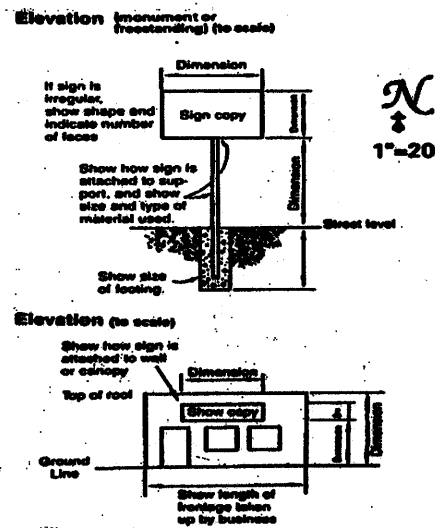 Elevation (monument or
freestanding) (to scale)
Dimension
If sign is
irregular,
show shape and
indicate number
of faces
Sign copy
N
1"=20
Show how sign is
attached to sup-
port, and show
size and type of
material used.
Dimension
Street level
Show size
of footing.
Elevation (to scale)
Show how sign is
attached to wall
or canopy
Dimension
Top of roof
Show copy
Dimension
Ground
Line
Show length of
frontage taken
up by business